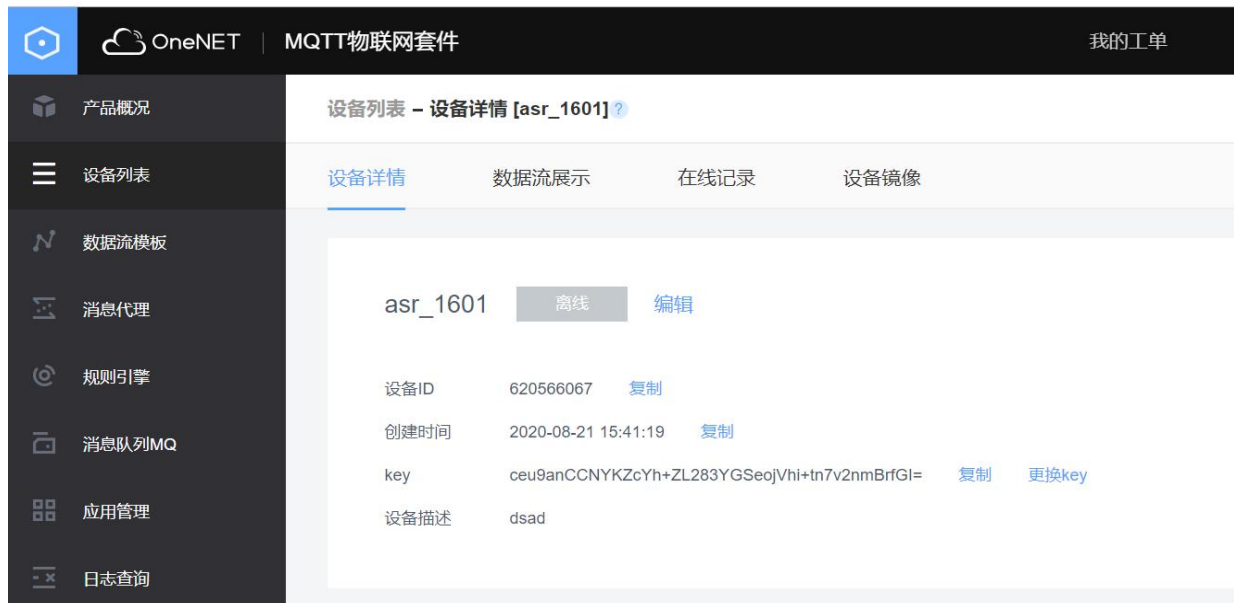 OneNET | MQTT物联网套件 我的工单
产品概况
设备列表
数据流模板
消息代理
规则引擎
消息队列MQ
应用管理
日志查询
设备列表 – 设备详情 [asr_1601] ?
设备详情 数据流展示 在线记录 设备镜像
asr_1601 离线 编辑
设备ID 620566067 复制
创建时间 2020-08-21 15:41:19 复制
key ceu9anCCNYKZcYh+ZL283YGSeojVhi+tn7v2nmBrfGI= 复制 更换key
设备描述 dsad